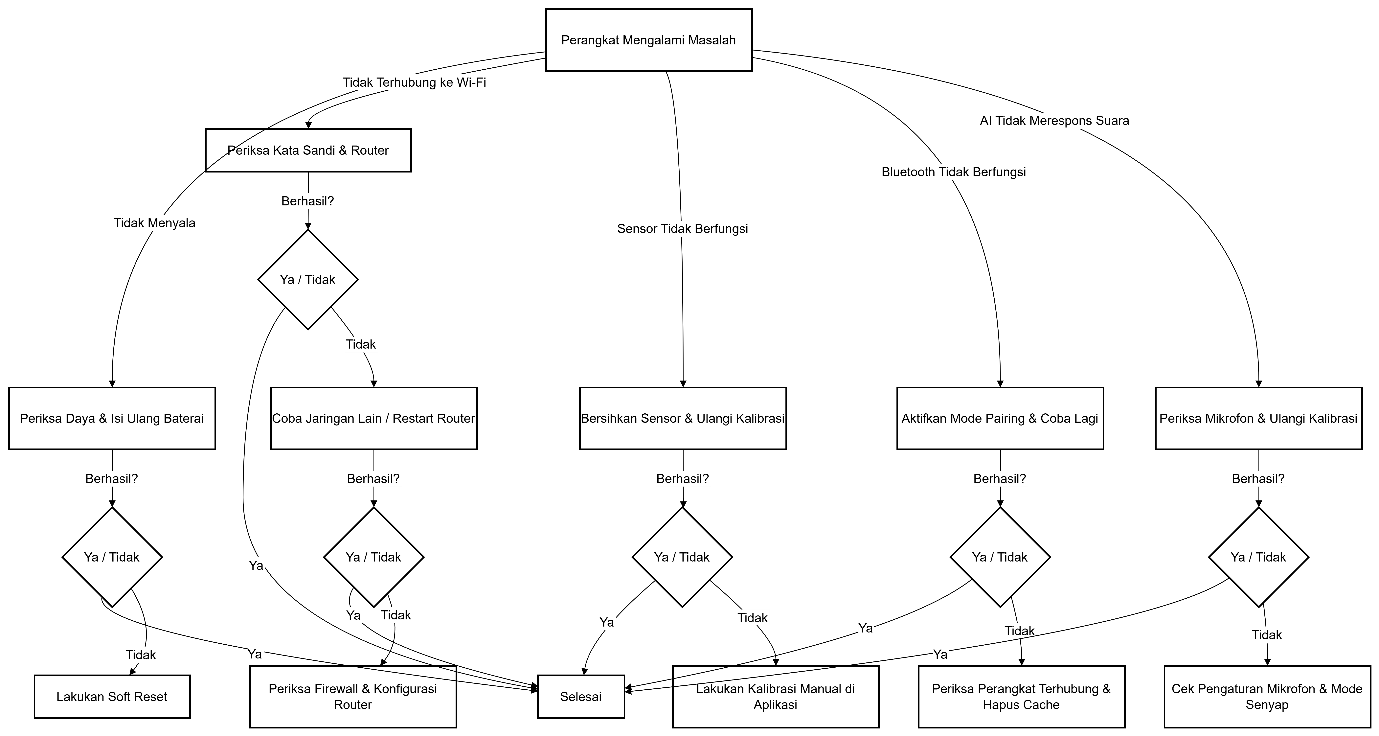 Perangkat Mengalami Masalah
Tidak Terhubung ke Wi-Fi
AI Tidak Merespons Suara
Periksa Kata Sandi & Router
Bluetooth Tidak Berfungsi
Berhasil?
Tidak Menyala
Sensor Tidak Berfungsi
Ya / Tidak
Tidak
Periksa Daya & Isi Ulang Baterai
Coba Jaringan Lain / Restart Router
Bersihkan Sensor & Ulangi Kalibrasi
Aktifkan Mode Pairing & Coba Lagi
Periksa Mikrofon & Ulangi Kalibrasi
Berhasil?
Berhasil?
Berhasil?
Berhasil?
Berhasil?
Ya / Tidak
Ya / Tidak
Ya / Tidak
Ya / Tidak
Ya / Tidak
Ya
Ya
Tidak
Ya
Tidak
Ya
Tidak
Tidak
Tidak
Ya
Ya
Lakukan Soft Reset
Periksa Firewall & Konfigurasi
Router
Selesai
Lakukan Kalibrasi Manual di
Aplikasi
Periksa Perangkat Terhubung &
Hapus Cache
Cek Pengaturan Mikrofon & Mode
Senyap